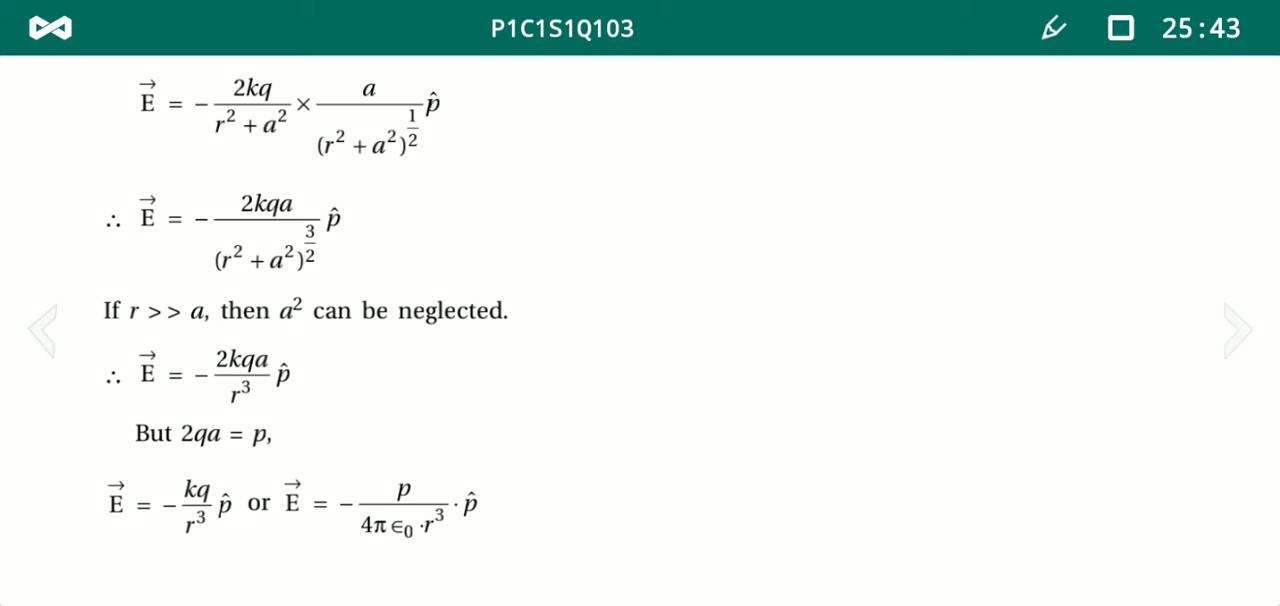 P1C1S1Q103 25:43
E⃗ = − 2kq/(r² + a²) × a/(r² + a²)^(1/2) p̂
∴ E⃗ = − 2kqa/(r² + a²)^(3/2) p̂
If r >> a, then a² can be neglected.
∴ E⃗ = − 2kqa/r³ p̂
But 2qa = p,
E⃗ = − kq/r³ p̂ or E⃗ = − p/(4π∈₀ ·r³) · p̂